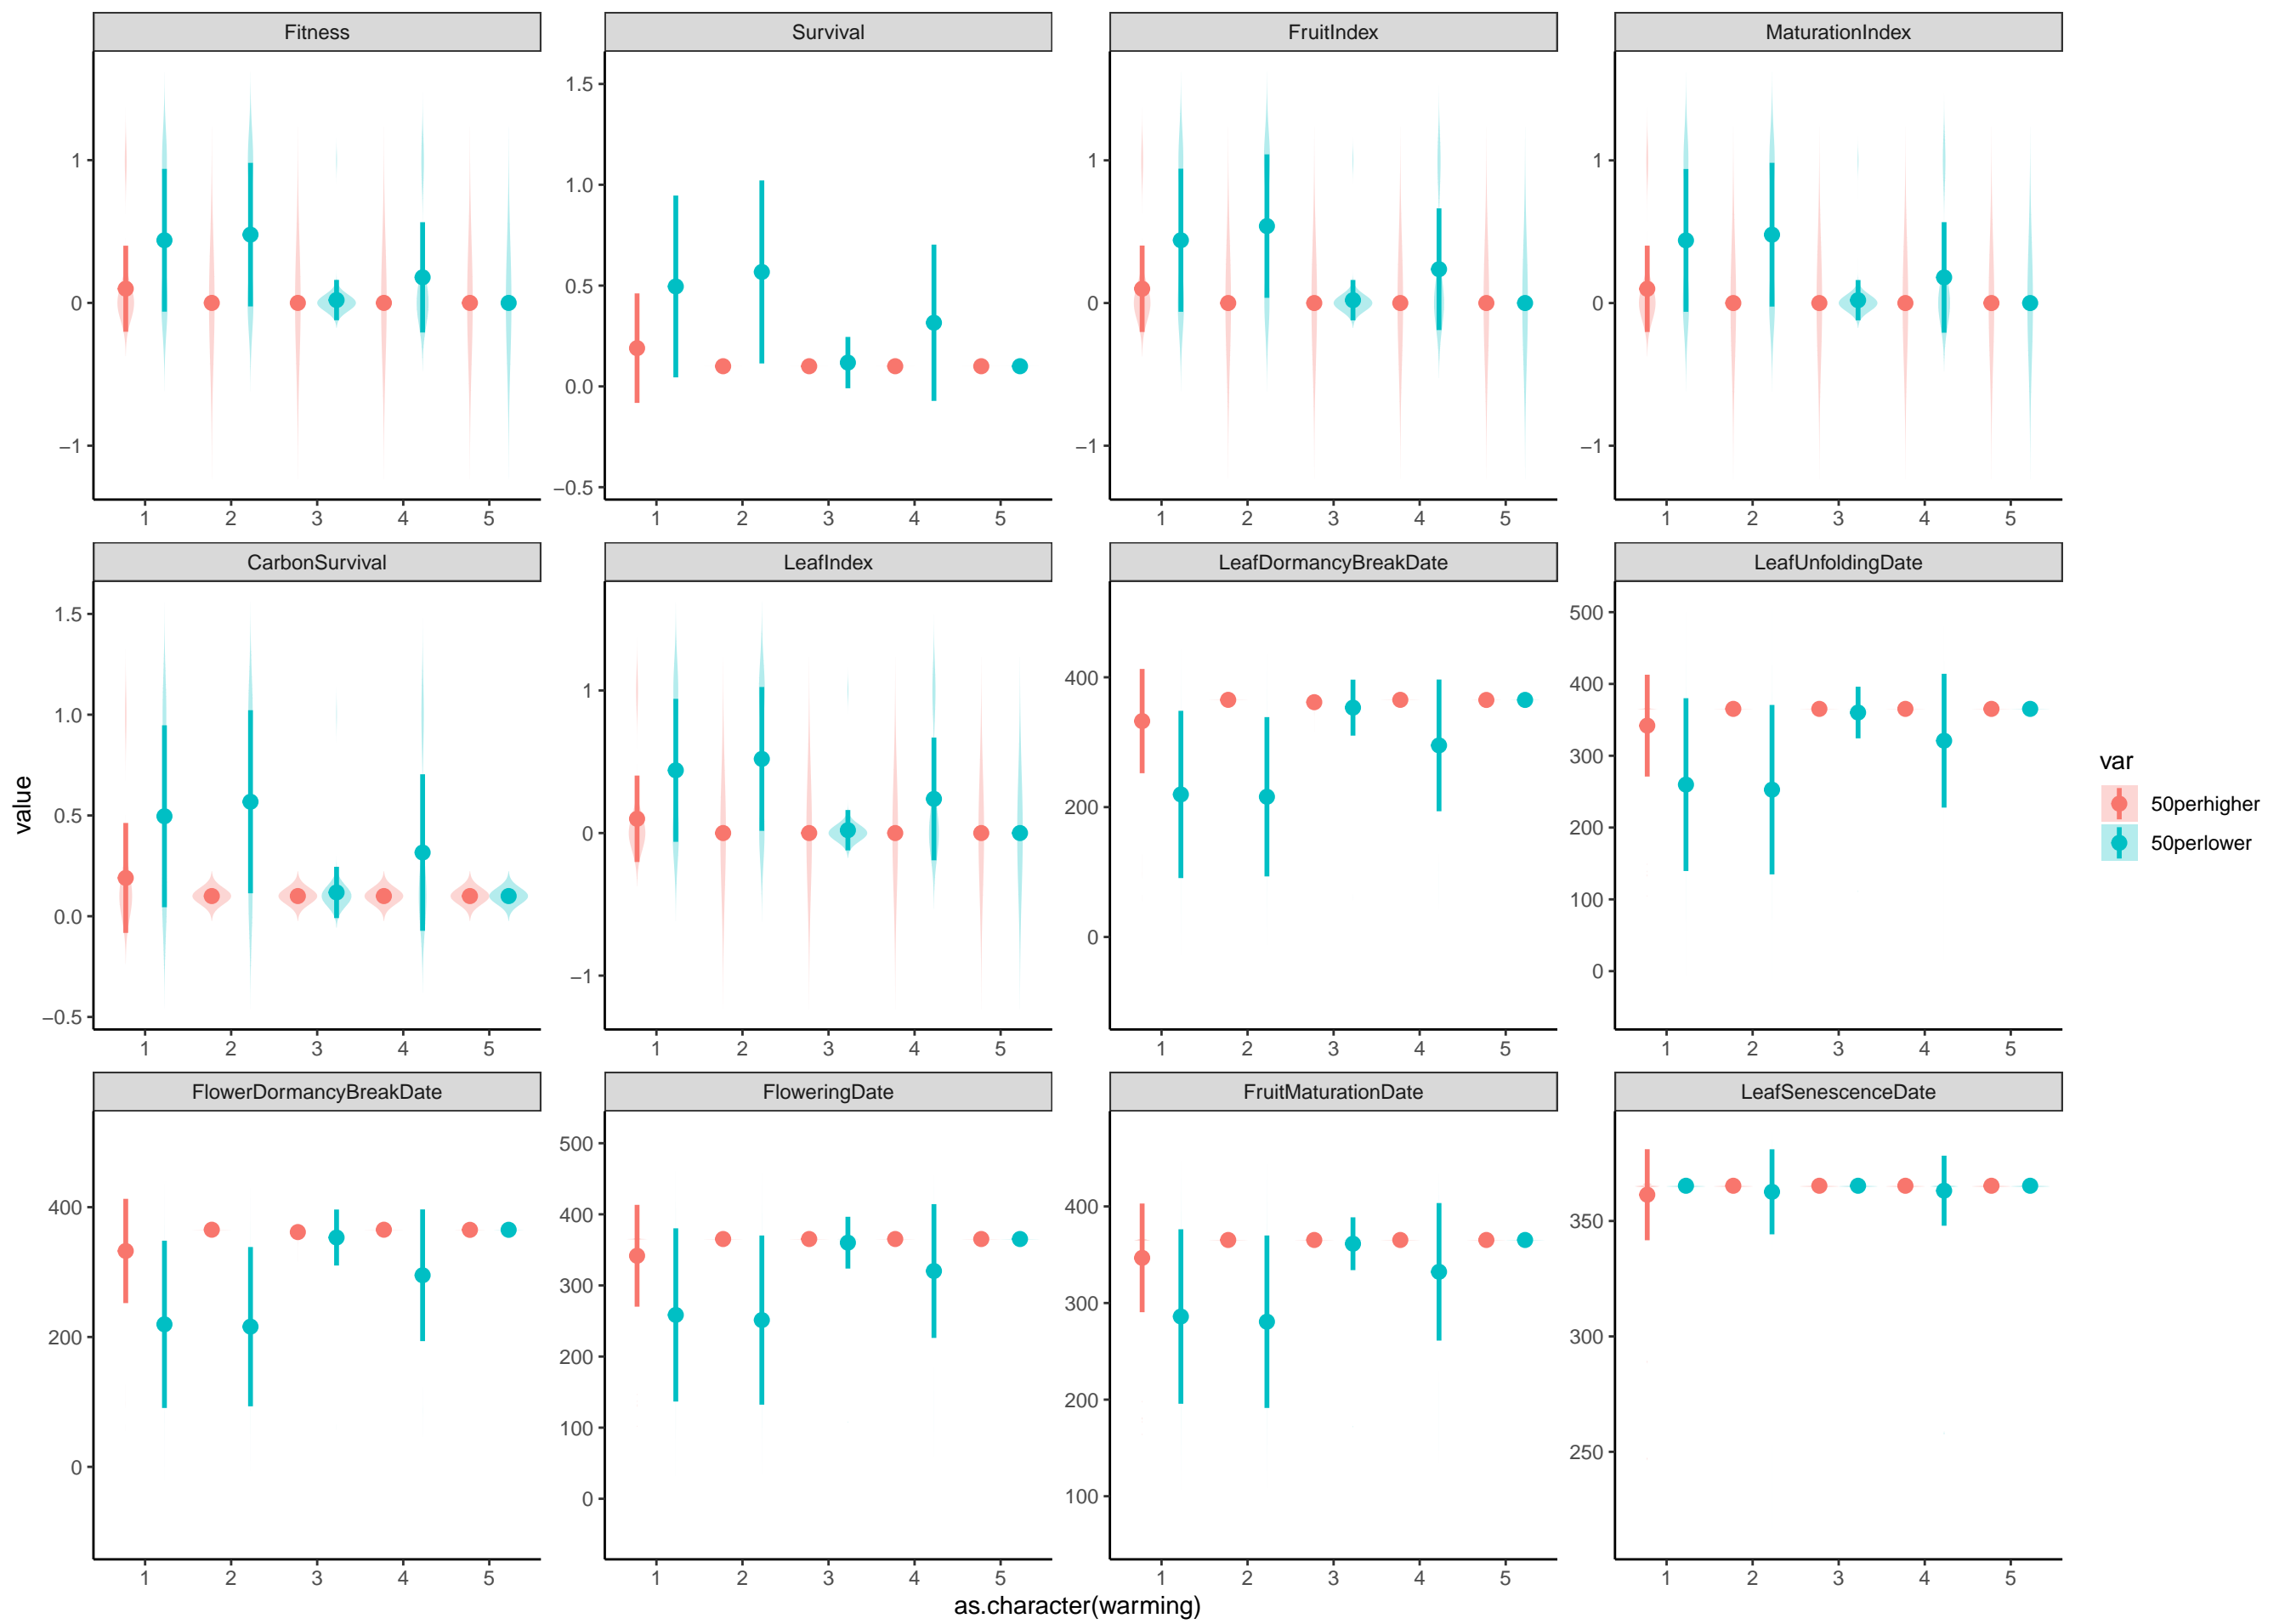 Fitness
Survival
FruitIndex
MaturationIndex
1
0
−1
1.5
1.0
0.5
0.0
−0.5
1
0
−1
1
0
−1
1 2 3 4 5
1 2 3 4 5
1 2 3 4 5
1 2 3 4 5
CarbonSurvival
LeafIndex
LeafDormancyBreakDate
LeafUnfoldingDate
1.5
1.0
0.5
0.0
−0.5
1
0
−1
400
200
0
500
400
300
200
100
0
1 2 3 4 5
1 2 3 4 5
1 2 3 4 5
1 2 3 4 5
value
var
50perhigher
50perlower
FlowerDormancyBreakDate
FloweringDate
FruitMaturationDate
LeafSenescenceDate
400
200
0
500
400
300
200
100
0
400
300
200
100
350
300
250
1 2 3 4 5
1 2 3 4 5
1 2 3 4 5
1 2 3 4 5
as.character(warming)